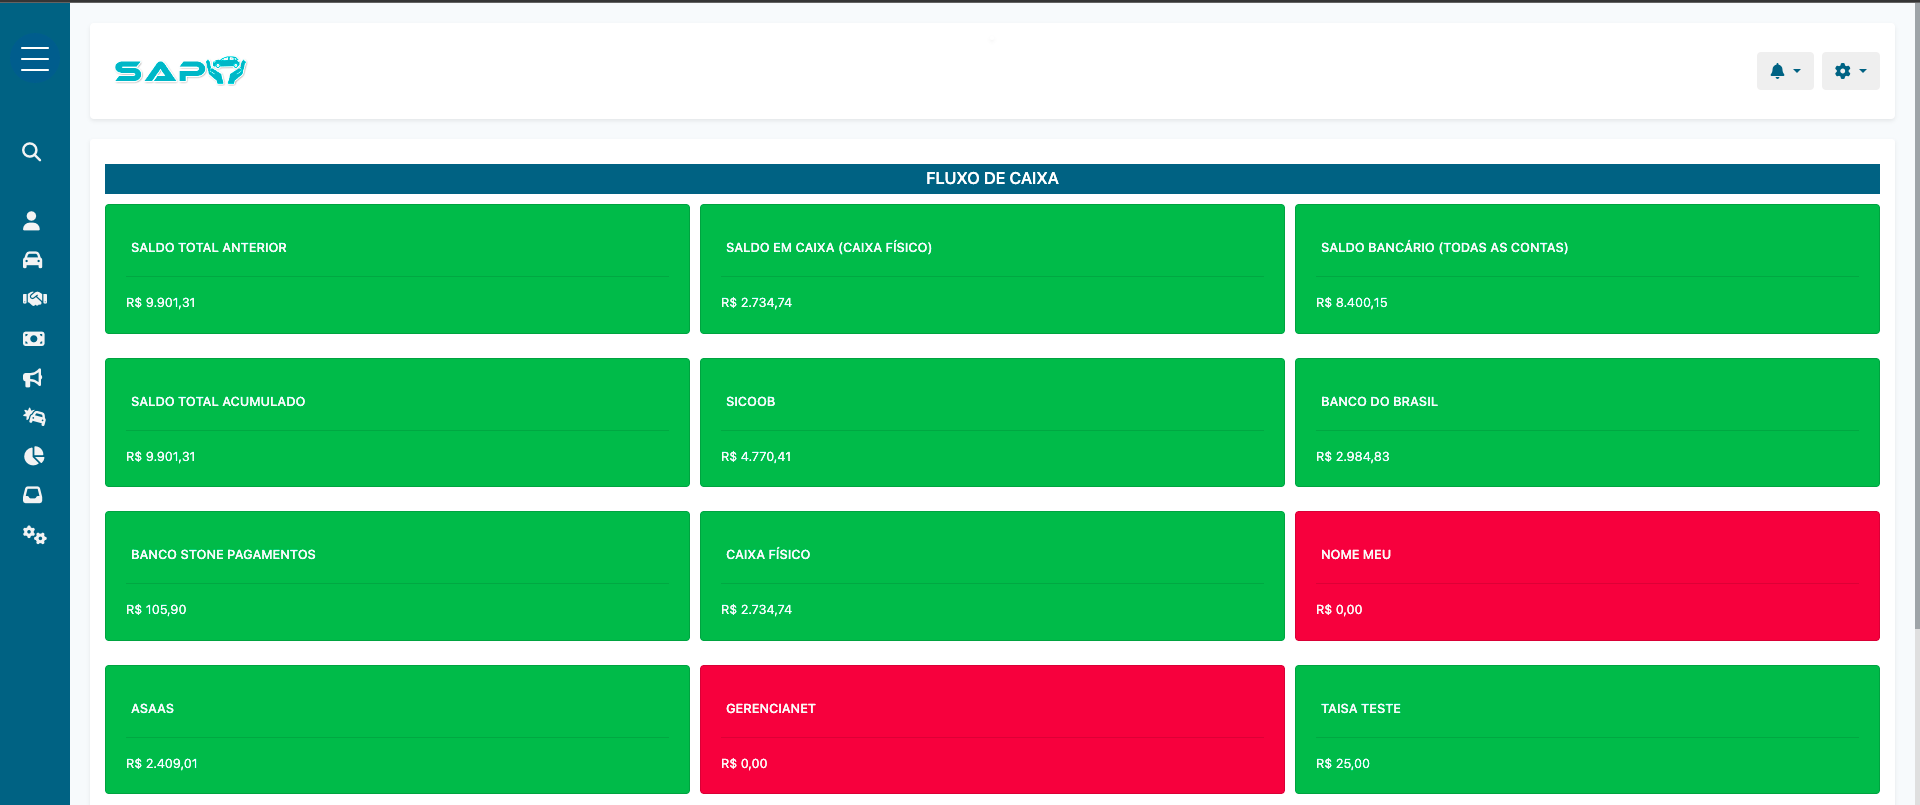 SAPO
FLUXO DE CAIXA
SALDO TOTAL ANTERIOR
R$ 9.901,31
SALDO EM CAIXA (CAIXA FÍSICO)
R$ 2.734,74
SALDO BANCÁRIO (TODAS AS CONTAS)
R$ 8.400,15
SALDO TOTAL ACUMULADO
R$ 9.901,31
SICOOB
R$ 4.770,41
BANCO DO BRASIL
R$ 2.984,83
BANCO STONE PAGAMENTOS
R$ 105,90
CAIXA FÍSICO
R$ 2.734,74
NOME MEU
R$ 0,00
ASAAS
R$ 2.409,01
GERENCIANET
R$ 0,00
TAISA TESTE
R$ 25,00